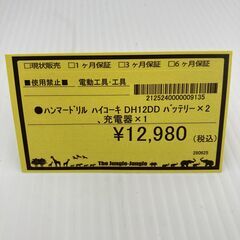 □現状販売 □1ヶ月保証 □3ヶ月保証 □6ヶ月保証
■使用禁止■ 電動工具・工具
2125240000009135
●ハンマードリル ハイコーキ DH12DD バッテリー×2
、充電器×1
¥12,980(税込)
The Jungle-Jungle
250625